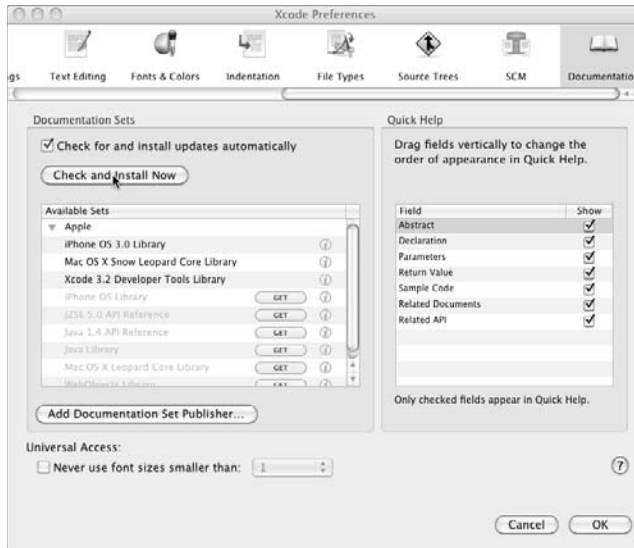 Xcode Preferences
gs Text Editing Fonts & Colors Indentation File Types Source Trees SCM Documentatio
Documentation Sets
Check for and install updates automatically
Check and Install Now
Available Sets
Apple
iPhone OS 3.0 Library
Mac OS X Snow Leopard Core Library
Xcode 3.2 Developer Tools Library
iPhone OS Library GET
J2SE 5.0 API Reference GET
Java 1.4 API Reference GET
Java Library GET
Mac OS X Leopard Core Library GET
WebObjects Library GET
Add Documentation Set Publisher...
Quick Help
Drag fields vertically to change the
order of appearance in Quick Help.
Field Show
Abstract
Declaration
Parameters
Return Value
Sample Code
Related Documents
Related API
Only checked fields appear in Quick Help.
Universal Access:
Never use font sizes smaller than: 1
?
Cancel OK